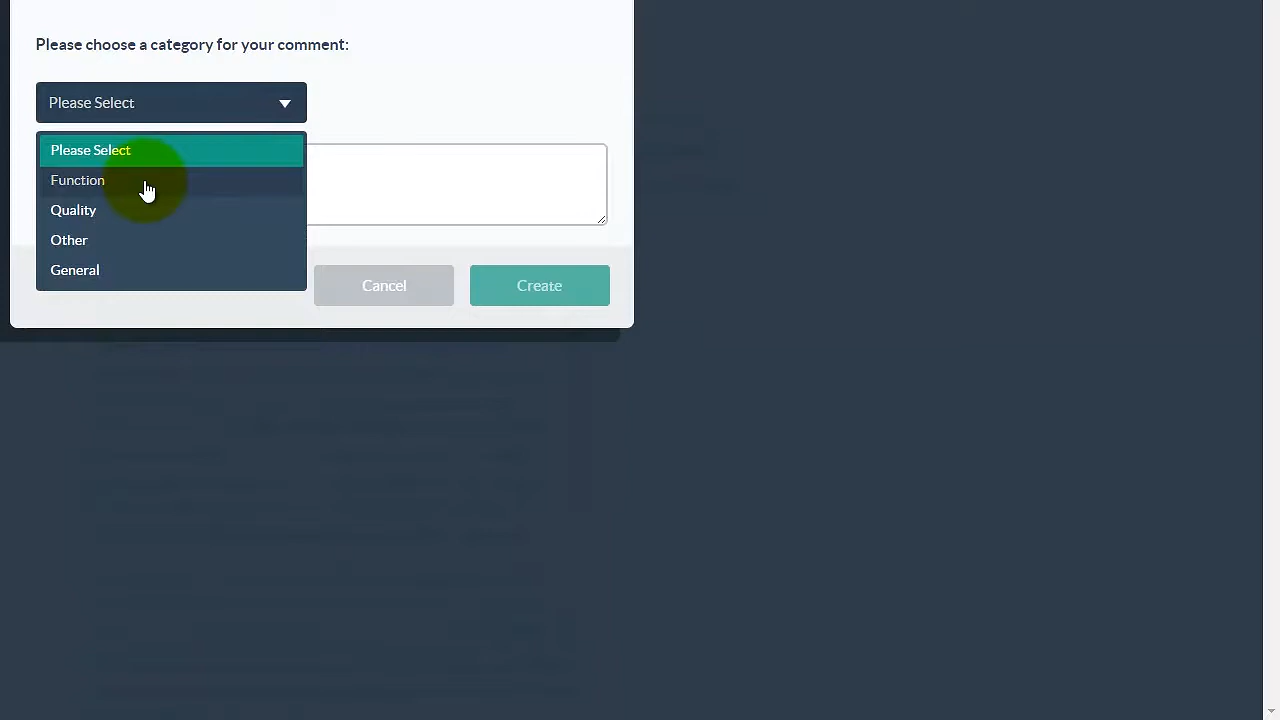 Please choose a category for your comment:
Please Select
Please Select
Function
Quality
Other
General
Cancel
Create